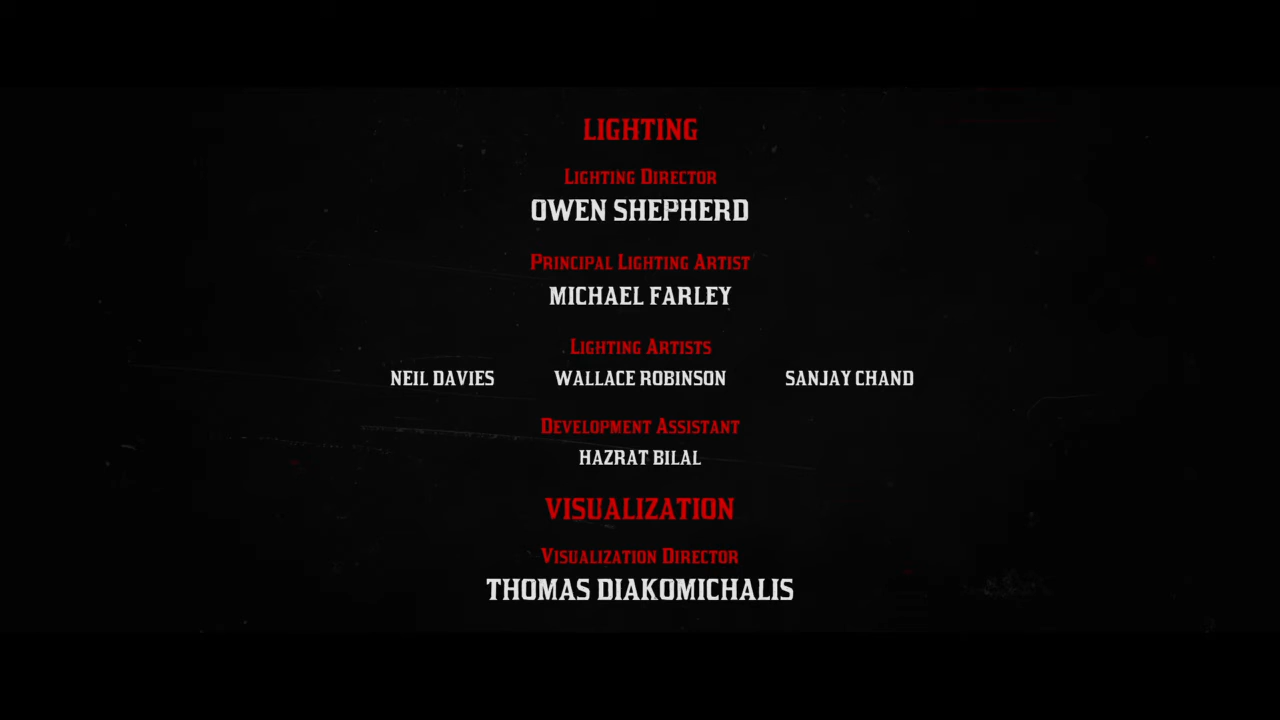 LIGHTING
LIGHTING DIRECTOR
OWEN SHEPHERD
PRINCIPAL LIGHTING ARTIST
MICHAEL FARLEY
LIGHTING ARTISTS
NEIL DAVIES WALLACE ROBINSON SANJAY CHAND
DEVELOPMENT ASSISTANT
HAZRAT BILAL
VISUALIZATION
VISUALIZATION DIRECTOR
THOMAS DIAKOMICHALIS